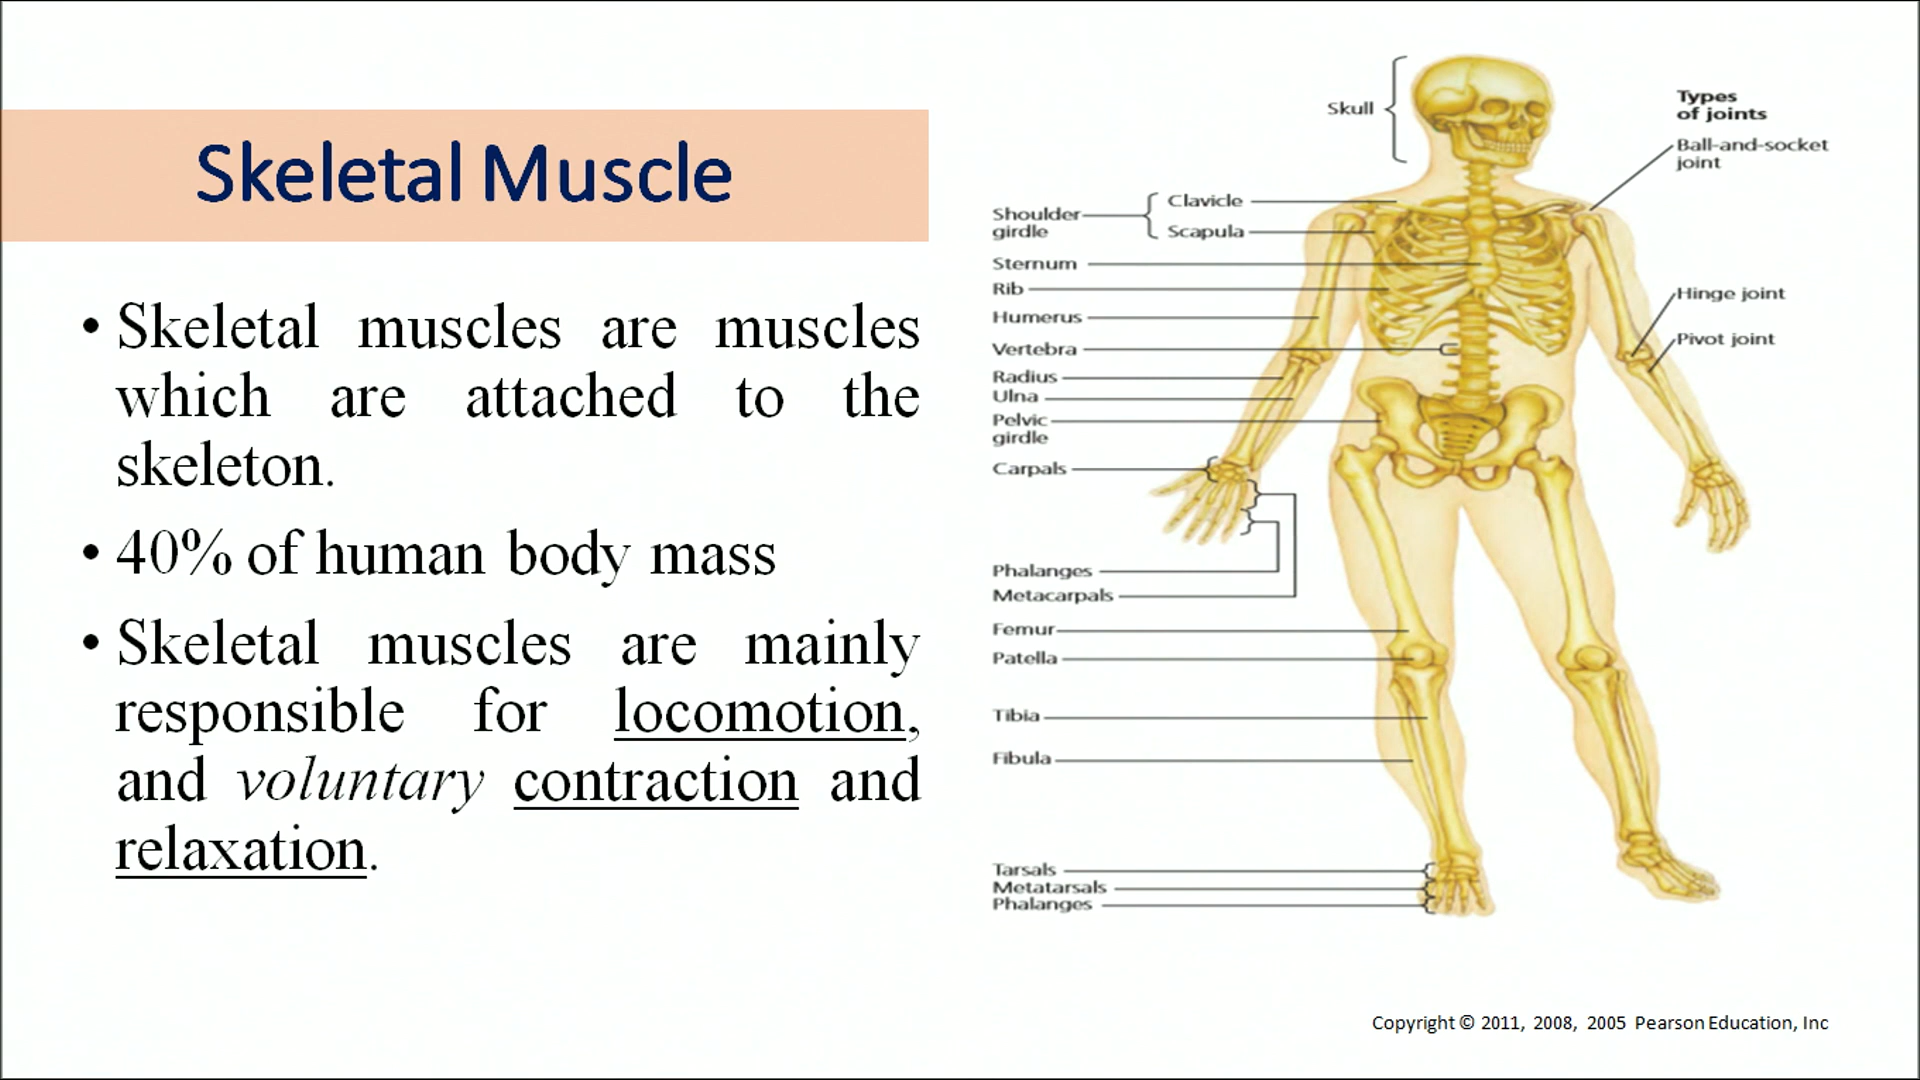 Skeletal Muscle
• Skeletal muscles are muscles
which are attached to the
skeleton.
• 40% of human body mass
• Skeletal muscles are mainly
responsible for locomotion,
and voluntary contraction and
relaxation.
Skull
Types
of joints
Ball-and-socket
joint
Shoulder
girdle
Clavicle
Scapula
Sternum
Rib
Humerus
Vertebra
Radius
Ulna
Pelvic
girdle
Carpals
Hinge joint
Pivot joint
Phalanges
Metacarpals
Femur
Patella
Tibia
Fibula
Tarsals
Metatarsals
Phalanges
Copyright © 2011, 2008, 2005 Pearson Education, Inc